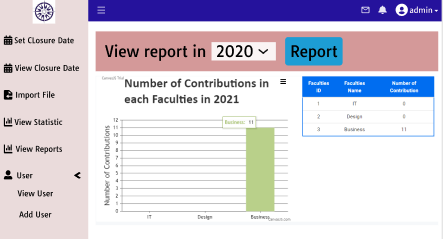 admin
Set Closure Date
View Closure Date
Import File
View Statistic
View Reports
User
View User
Add User
View report in 2020 Report
CanvasJS Trial
Number of Contributions in
each Faculties in 2021
Number of Contributions
12
11
10
9
8
7
6
5
4
3
2
1
0
Business: 11
IT Design Business
CanvasJS.com
Faculties ID Faculties Name Number of Contribution
1 IT 0
2 Design 0
3 Business 11